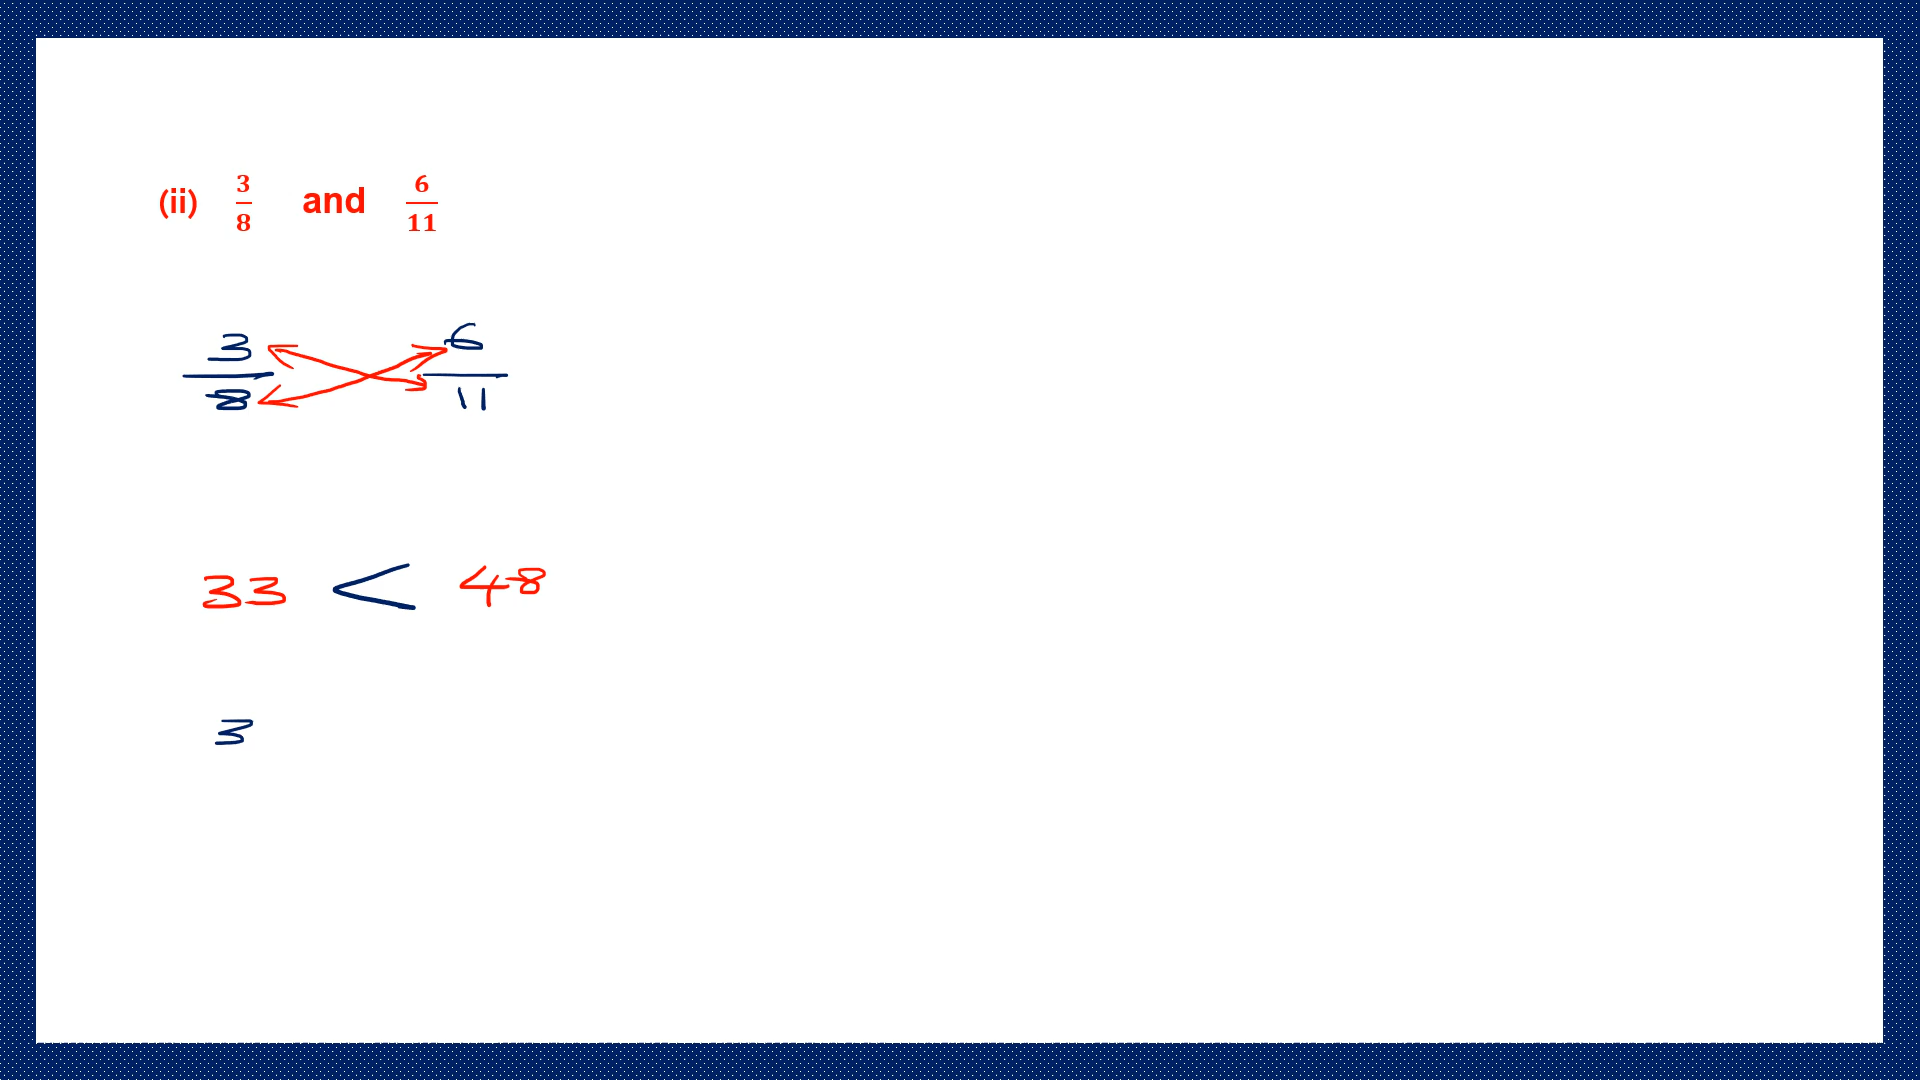 (ii) 3/8 and 6/11
3/8 6/11
33 < 48
3